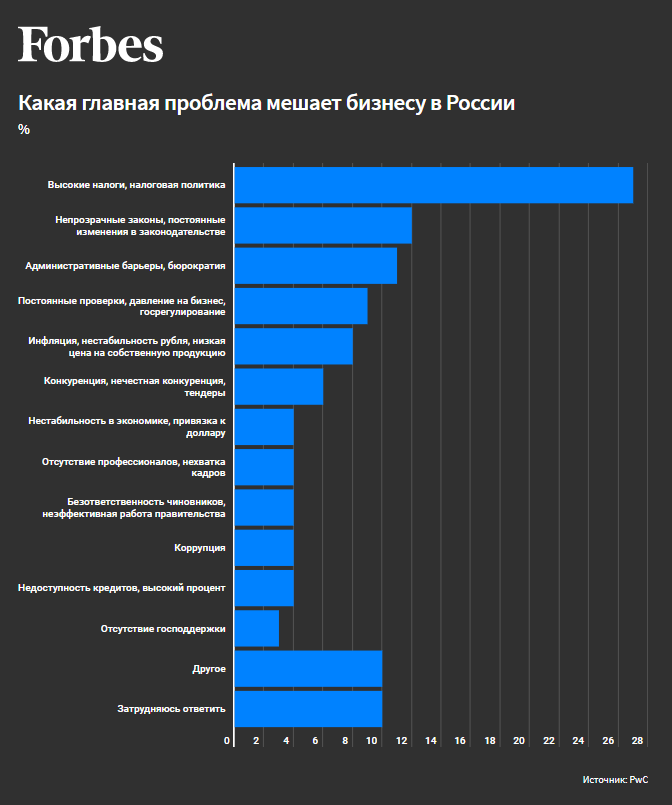 Forbes
Какая главная проблема мешает бизнесу в России
%
Высокие налоги, налоговая политика
Непрозрачные законы, постоянные
изменения в законодательстве
Административные барьеры, бюрократия
Постоянные проверки, давление на бизнес,
госрегулирование
Инфляция, нестабильность рубля, низкая
цена на собственную продукцию
Конкуренция, нечестная конкуренция,
тендеры
Нестабильность в экономике, привязка к
доллару
Отсутствие профессионалов, нехватка
кадров
Безответственность чиновников,
неэффективная работа правительства
Коррупция
Недоступность кредитов, высокий процент
Отсутствие господдержки
Другое
Затрудняюсь ответить
0 2 4 6 8 10 12 14 16 18 20 22 24 26 28
Источник: PwC